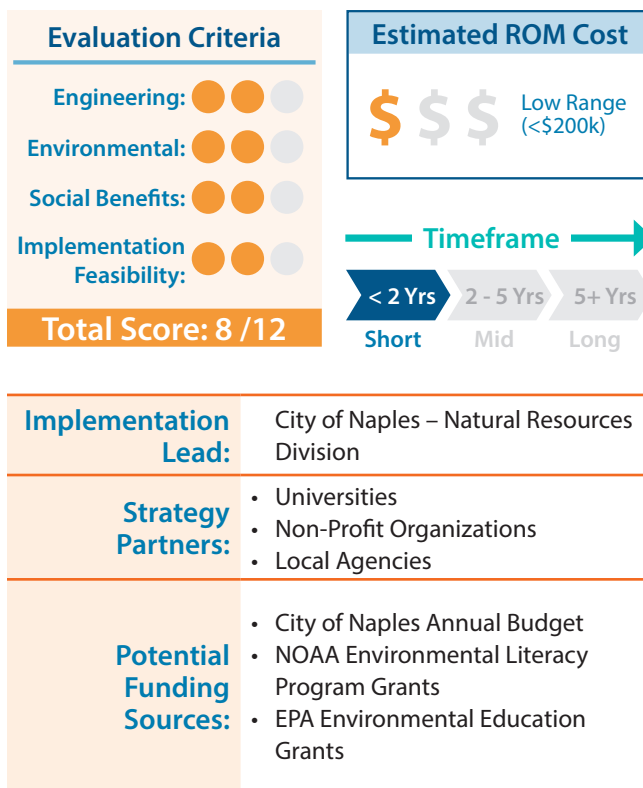 Evaluation Criteria
Engineering:
Environmental:
Social Benefits:
Implementation
Feasibility:
Total Score: 8 /12
Estimated ROM Cost
$ $ $
Low Range
(<$200k)
Timeframe
< 2 Yrs 2 - 5 Yrs 5+ Yrs
Short Mid Long
Implementation
Lead:
City of Naples – Natural Resources
Division
Strategy
Partners:
• Universities
• Non-Profit Organizations
• Local Agencies
Potential
Funding
Sources:
• City of Naples Annual Budget
• NOAA Environmental Literacy
Program Grants
• EPA Environmental Education
Grants